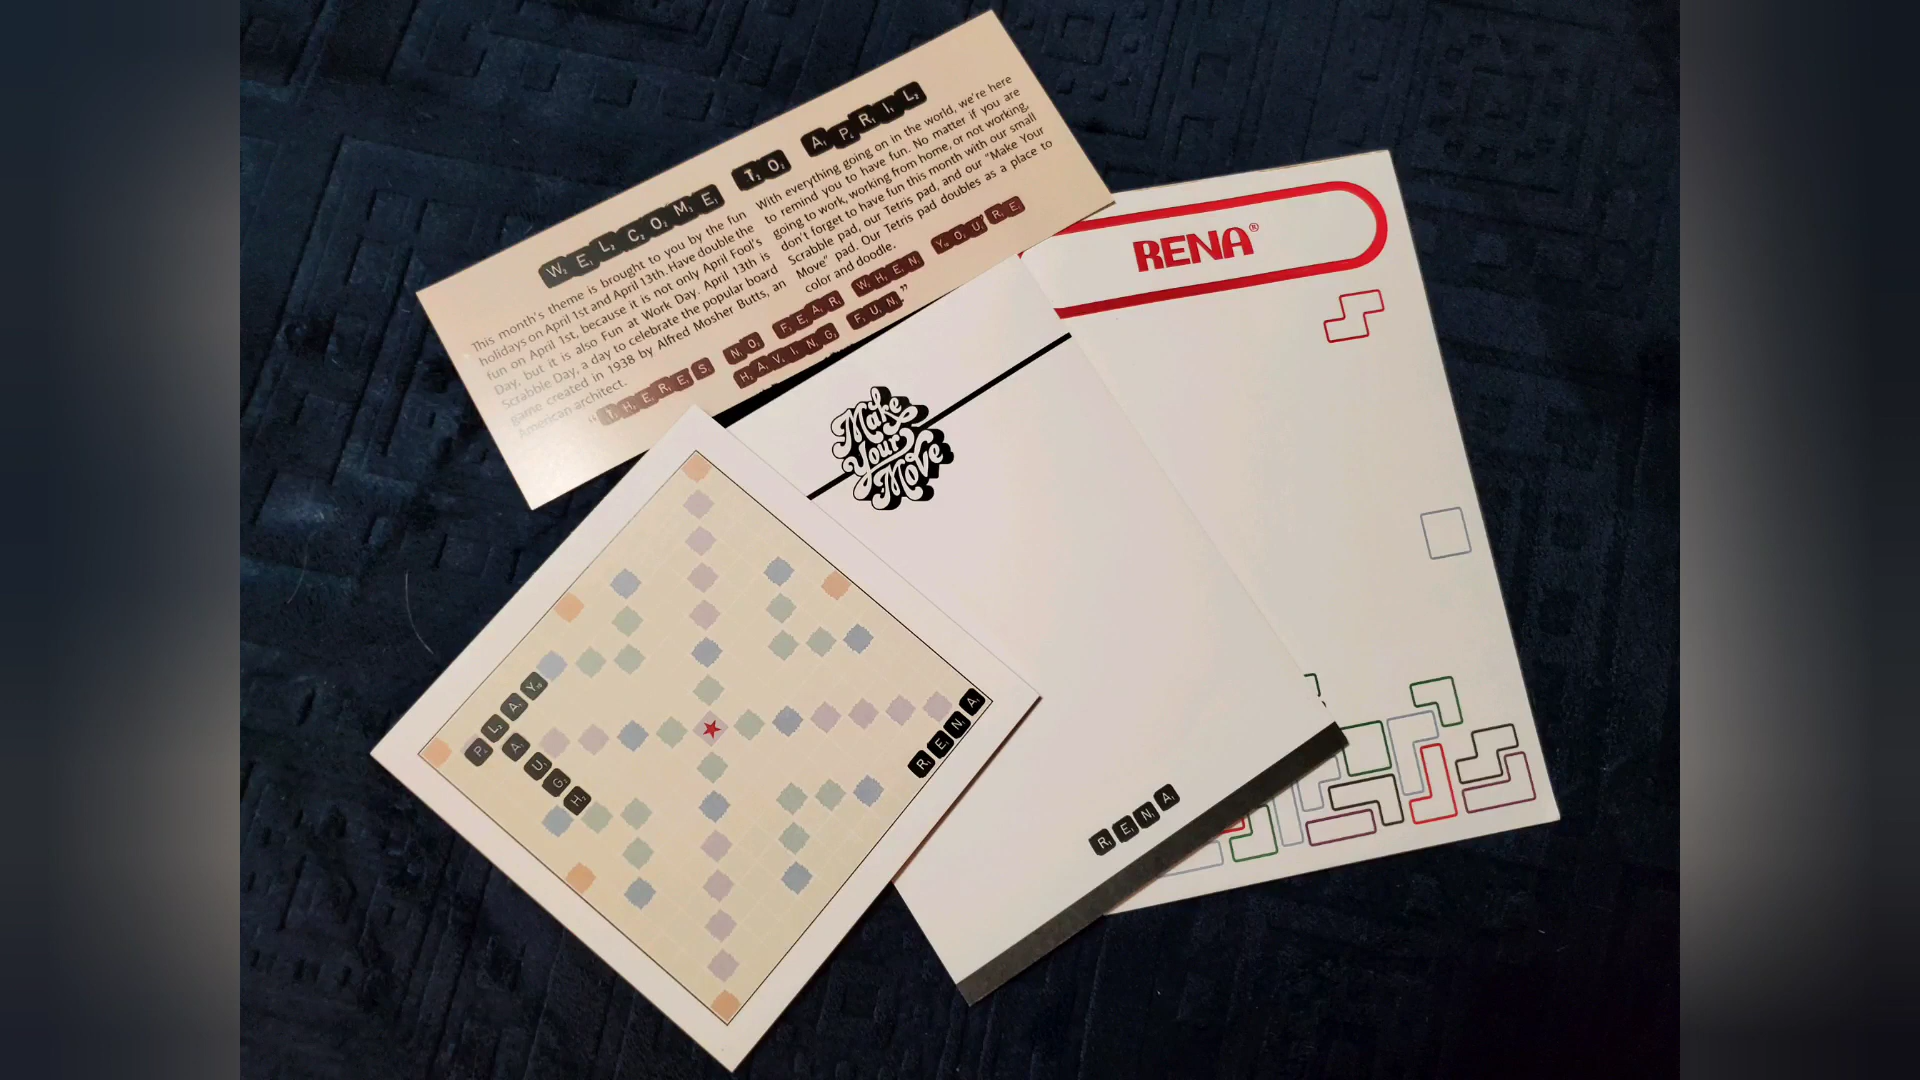 WELCOME TO APRIL
This month's theme is brought to you by the fun
holidays on April 1st and April 13th. Have double the
fun on April 1st, because it is not only April Fool's
Day, but it is also Fun at Work Day. April 13th is
Scrabble Day, a day to celebrate the popular board
game created in 1938 by Alfred Mosher Butts, an
American architect.
With everything going on in the world, we're here
to remind you to have fun. No matter if you are
going to work, working from home, or not working,
don't forget to have fun this month with our small
Scrabble pad, our Tetris pad, and our "Make Your
Move" pad. Our Tetris pad doubles as a place to
color and doodle.
"THERES NO FEAR WHEN YOURE
HAVING FUN."
RENA®
Make
Your
Move
RENA
PLAY
LAUGH
RENA